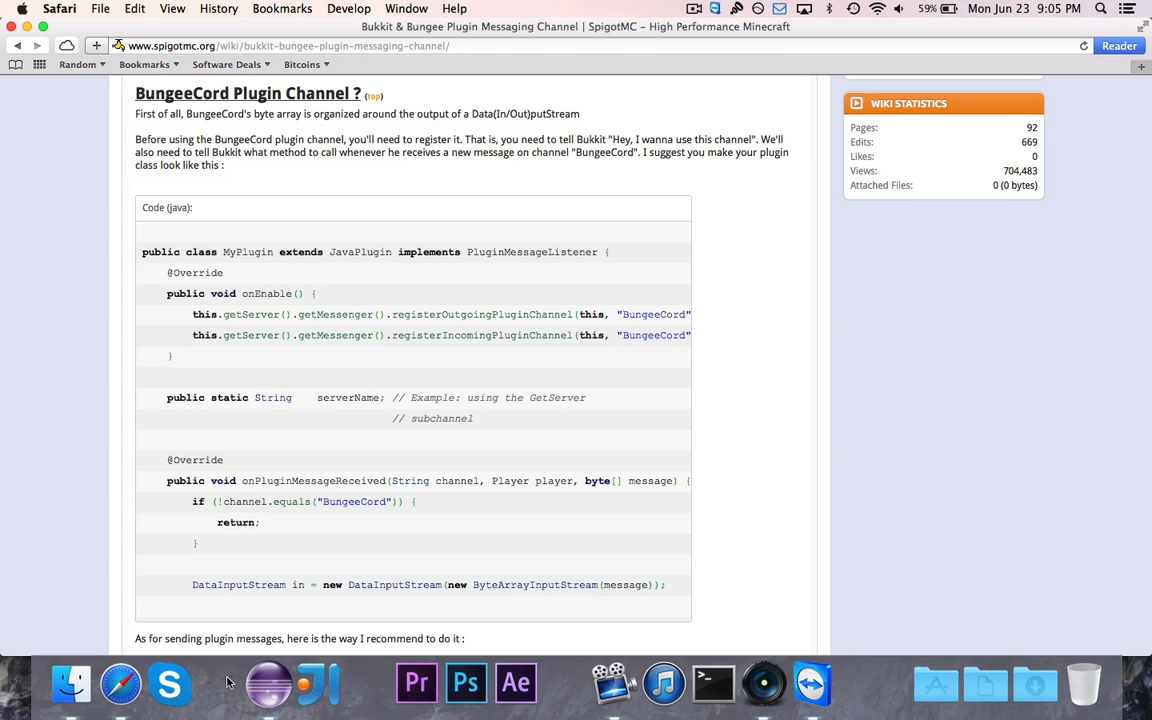 Safari File Edit View History Bookmarks Develop Window Help 59% Mon Jun 23 9:05 PM
Bukkit & Bungee Plugin Messaging Channel | SpigotMC - High Performance Minecraft
www.spigotmc.org/wiki/bukkit-bungee-plugin-messaging-channel/ Reader
Random Bookmarks Software Deals Bitcoins
BungeeCord Plugin Channel ? (top)
First of all, BungeeCord's byte array is organized around the output of a Data(In/Out)putStream
Before using the BungeeCord plugin channel, you'll need to register it. That is, you need to tell Bukkit "Hey, I wanna use this channel". We'll
also need to tell Bukkit what method to call whenever he receives a new message on channel "BungeeCord". I suggest you make your plugin
class look like this :
Code (java):
public class MyPlugin extends JavaPlugin implements PluginMessageListener {
@Override
public void onEnable() {
this.getServer().getMessenger().registerOutgoingPluginChannel(this, "BungeeCord"
this.getServer().getMessenger().registerIncomingPluginChannel(this, "BungeeCord"
}
public static String serverName; // Example: using the GetServer
// subchannel
@Override
public void onPluginMessageReceived(String channel, Player player, byte[] message) {
if (!channel.equals("BungeeCord")) {
return;
}
DataInputStream in = new DataInputStream(new ByteArrayInputStream(message));
As for sending plugin messages, here is the way I recommend to do it :
WIKI STATISTICS
Pages: 92
Edits: 669
Likes: 0
Views: 704,483
Attached Files: 0 (0 bytes)
S Pr Ps Ae